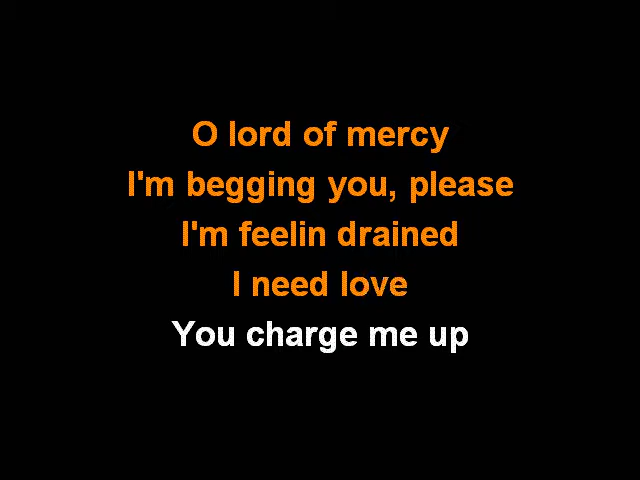 O lord of mercy
I'm begging you, please
I'm feelin drained
I need love
You charge me up